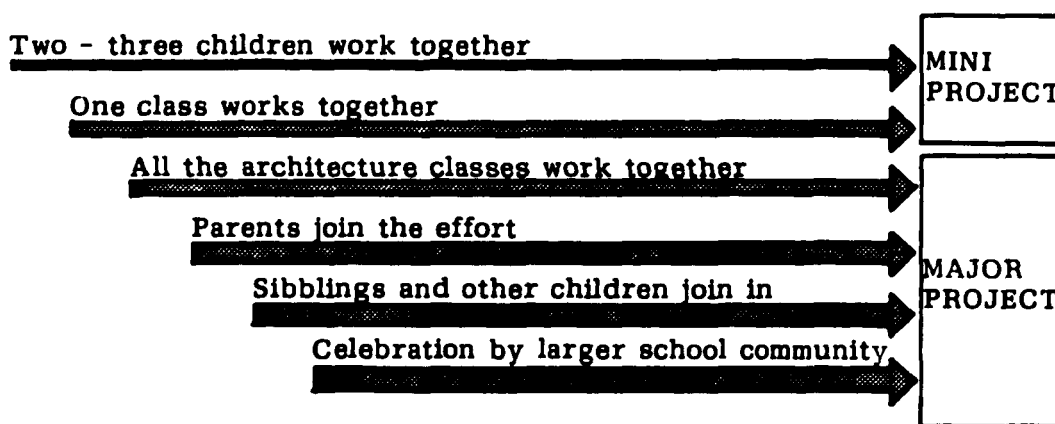 Two - three children work together
One class works together
All the architecture classes work together
Parents join the effort
Sibblings and other children join in
Celebration by larger school community
MINI
PROJECT
MAJOR
PROJECT